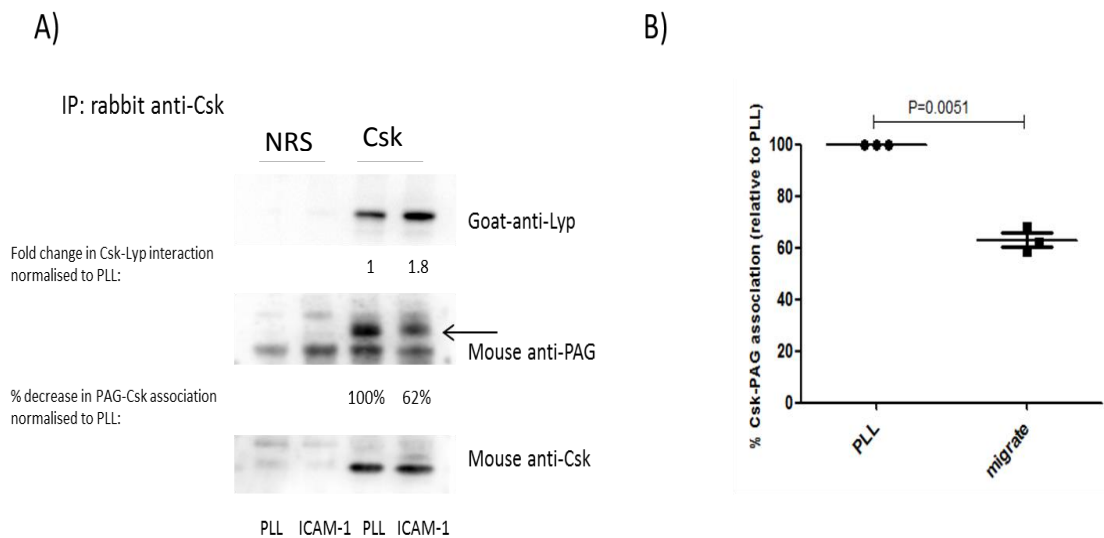 A)
IP: rabbit anti-Csk
NRS Csk
Goat-anti-Lyp
Fold change in Csk-Lyp interaction
normalised to PLL:
1 1.8
Mouse anti-PAG
% decrease in PAG-Csk association
normalised to PLL:
100% 62%
Mouse anti-Csk
PLL ICAM-1 PLL ICAM-1
B)
P=0.0051
% Csk-PAG association (relative to PLL)
100
80
60
40
20
0
PLL
migrate